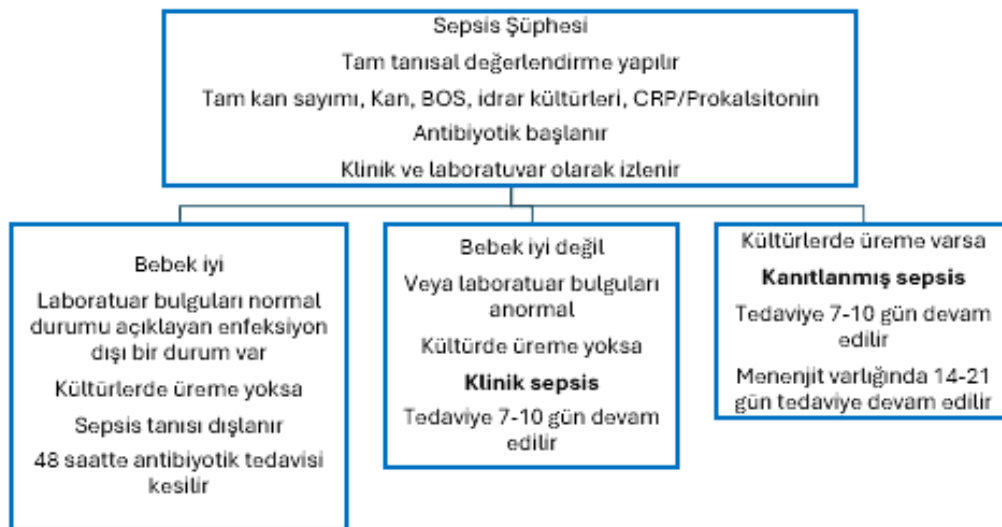 Sepsis Şüphesi
Tam tanısal değerlendirme yapılır
Tam kan sayımı, Kan, BOS, idrar kültürleri, CRP/Prokalsitonin
Antibiyotik başlanır
Klinik ve laboratuvar olarak izlenir
Bebek iyi
Laboratuar bulguları normal
durumu açıklayan enfeksiyon
dışı bir durum var
Kültürlerde üreme yoksa
Sepsis tanısı dışlanır
48 saatte antibiyotik tedavisi
kesilir
Bebek iyi değil
Veya laboratuar bulguları
anormal
Kültürde üreme yoksa
Klinik sepsis
Tedaviye 7-10 gün devam
edilir
Kültürlerde üreme varsa
Kanıtlanmış sepsis
Tedaviye 7-10 gün devam
edilir
Menenjit varlığında 14-21
gün tedaviye devam edilir